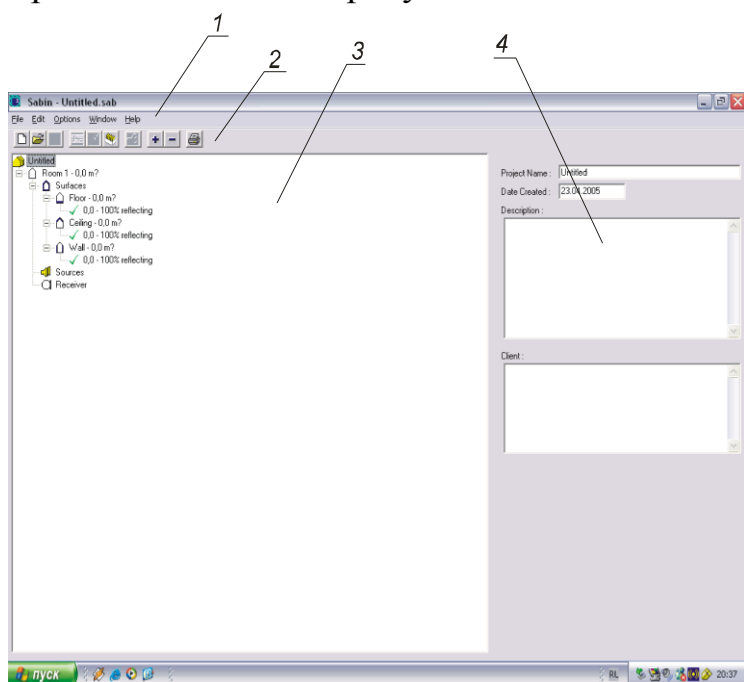 1
2
3
4
Sabin - Untitled.sab
File Edit Options Window Help
Untitled
Room 1 - 0,0 m?
Surfaces
Floor - 0,0 m?
0,0 - 100% reflecting
Ceiling - 0,0 m?
0,0 - 100% reflecting
Wall - 0,0 m?
0,0 - 100% reflecting
Sources
Receiver
Project Name : Untitled
Date Created : 23.04.2005
Description :
Client :
пуск
RL
20:37